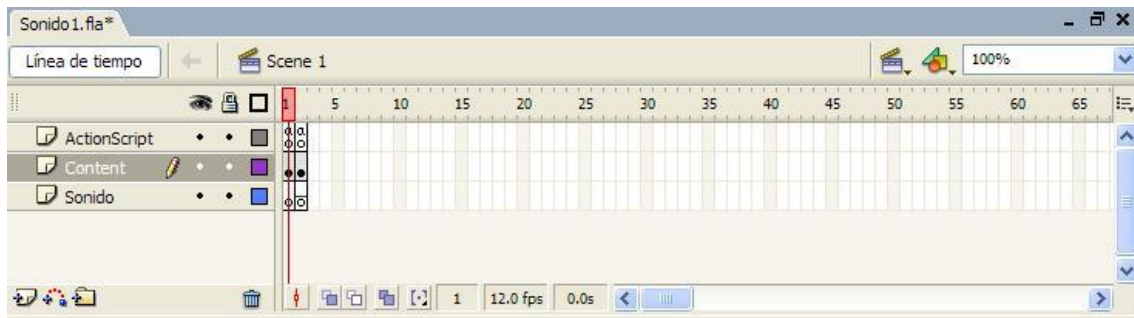 Sonido1.fla*
Línea de tiempo Scene 1 100%
1 5 10 15 20 25 30 35 40 45 50 55 60 65
ActionScript
a a
Content
Sonido
1 12.0 fps 0.0s